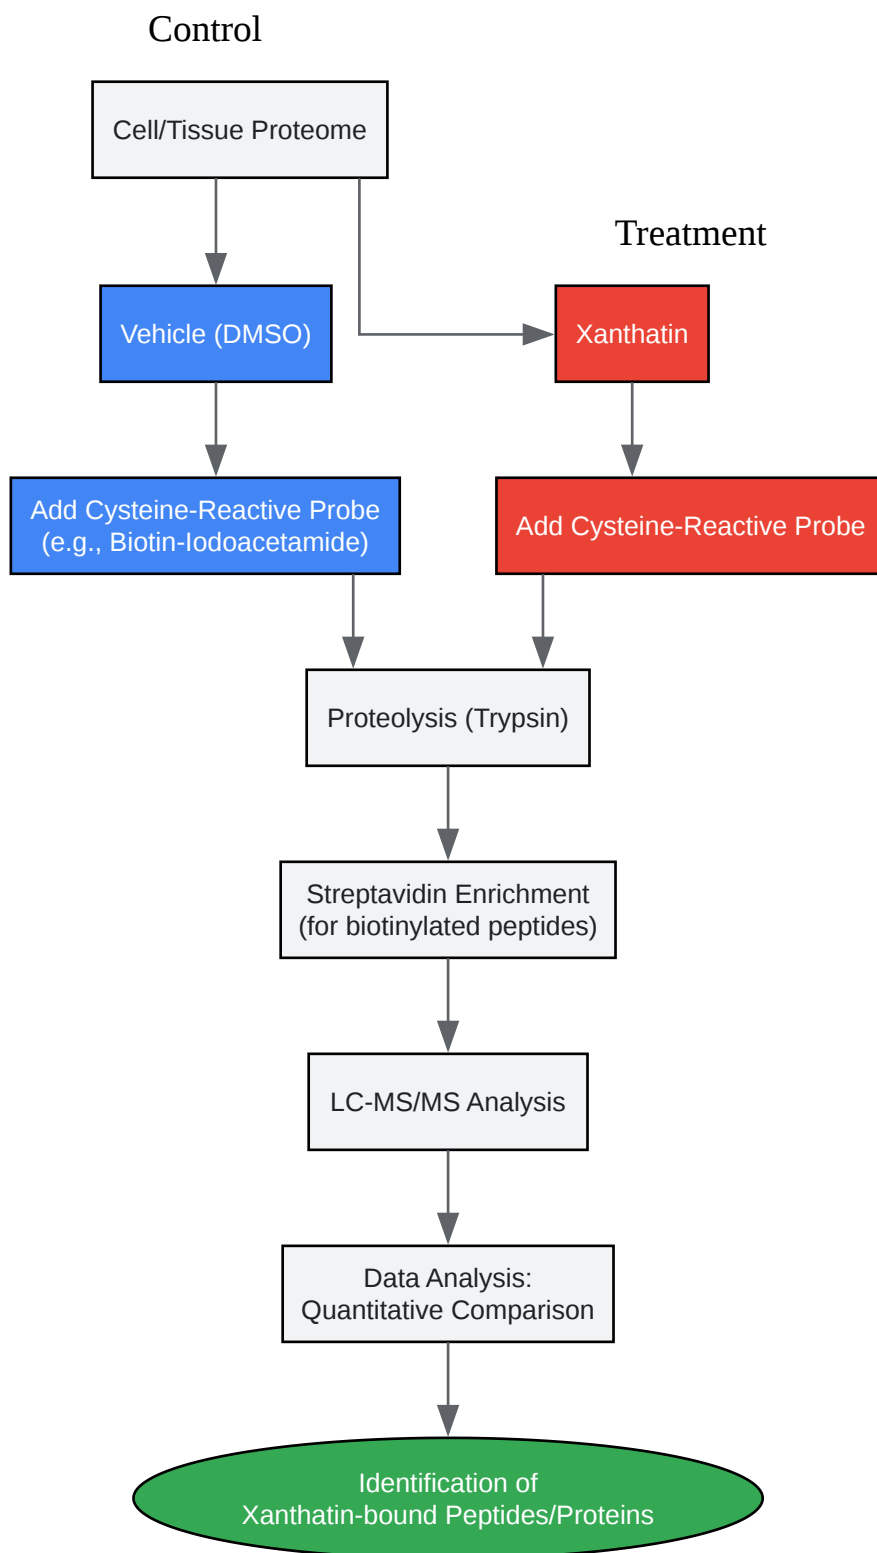 Control
Cell/Tissue Proteome
Treatment
Vehicle (DMSO)
Xanthatin
Add Cysteine-Reactive Probe
(e.g., Biotin-Iodoacetamide)
Add Cysteine-Reactive Probe
Proteolysis (Trypsin)
Streptavidin Enrichment
(for biotinylated peptides)
LC-MS/MS Analysis
Data Analysis:
Quantitative Comparison
Identification of
Xanthatin-bound Peptides/Proteins